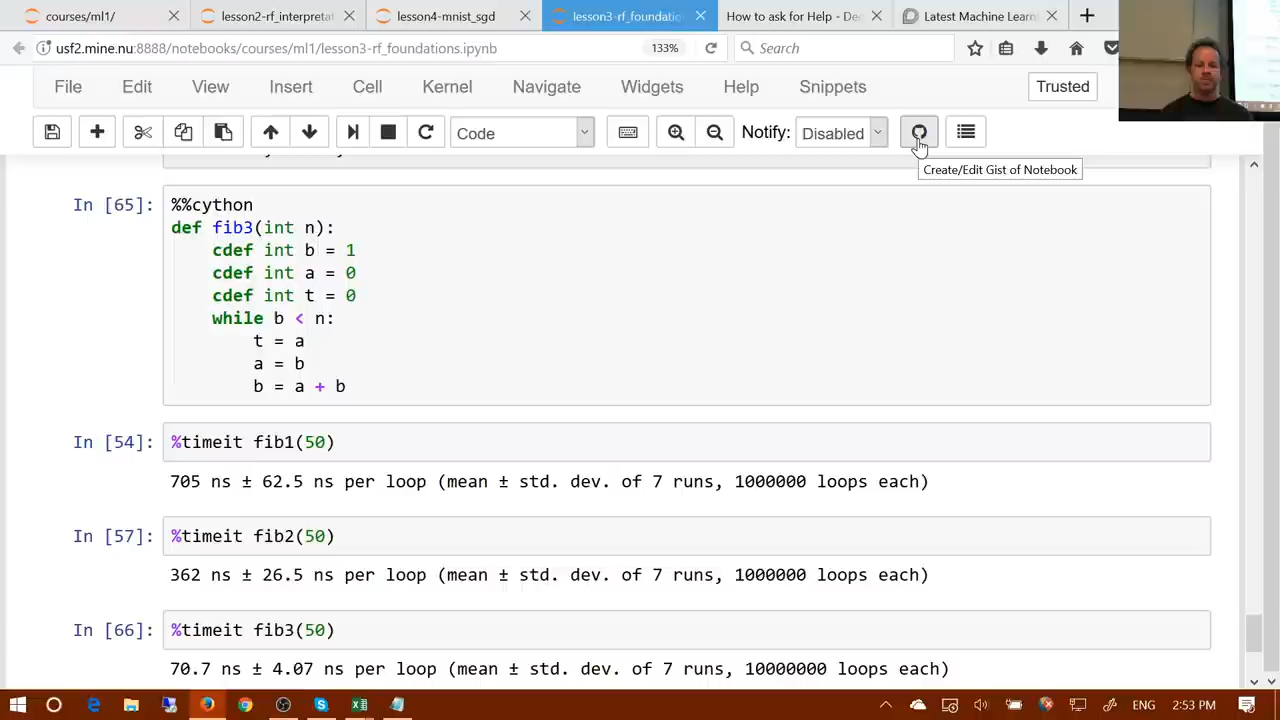 courses/ml1/
lesson2-rf_interpretat
lesson4-mnist_sgd
lesson3-rf_foundatio
How to ask for Help - Dee
Latest Machine Learni
usf2.mine.nu:8888/notebooks/courses/ml1/lesson3-rf_foundations.ipynb
133%
Search
File Edit View Insert Cell Kernel Navigate Widgets Help Snippets
Trusted
Code
Notify: Disabled
Create/Edit Gist of Notebook
In [65]:
%%cython
def fib3(int n):
    cdef int b = 1
    cdef int a = 0
    cdef int t = 0
    while b < n:
        t = a
        a = b
        b = a + b
In [54]: %timeit fib1(50)
705 ns ± 62.5 ns per loop (mean ± std. dev. of 7 runs, 1000000 loops each)
In [57]: %timeit fib2(50)
362 ns ± 26.5 ns per loop (mean ± std. dev. of 7 runs, 1000000 loops each)
In [66]: %timeit fib3(50)
70.7 ns ± 4.07 ns per loop (mean ± std. dev. of 7 runs, 10000000 loops each)
ENG 2:53 PM